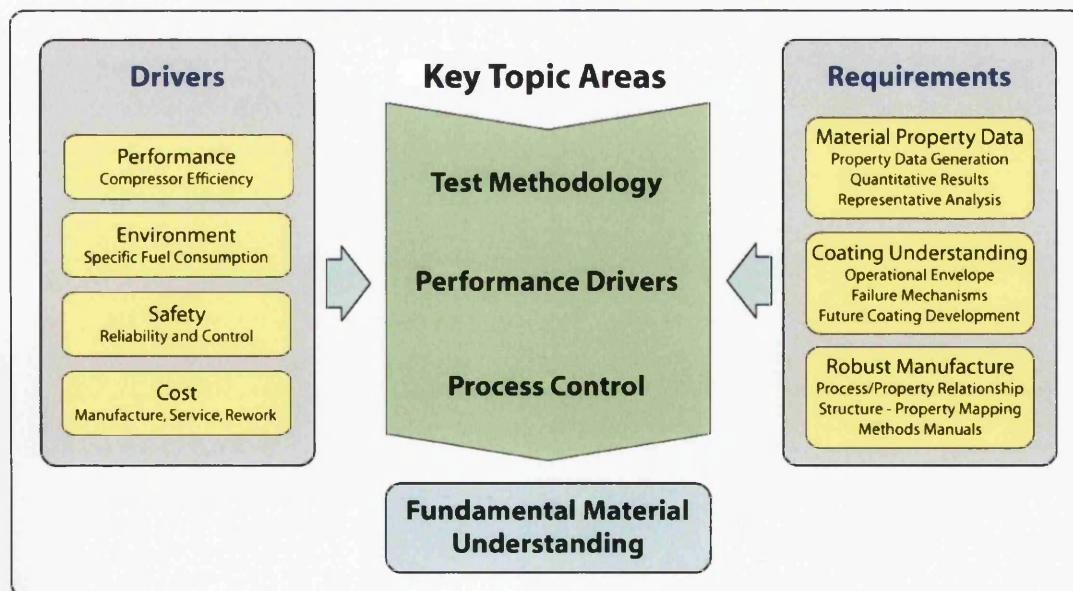 Drivers
Performance
Compressor Efficiency
Environment
Specific Fuel Consumption
Safety
Reliability and Control
Cost
Manufacture, Service, Rework
Key Topic Areas
Test Methodology
Performance Drivers
Process Control
Fundamental Material
Understanding
Requirements
Material Property Data
Property Data Generation
Quantitative Results
Representative Analysis
Coating Understanding
Operational Envelope
Failure Mechanisms
Future Coating Development
Robust Manufacture
Process/Property Relationship
Structure - Property Mapping
Methods Manuals